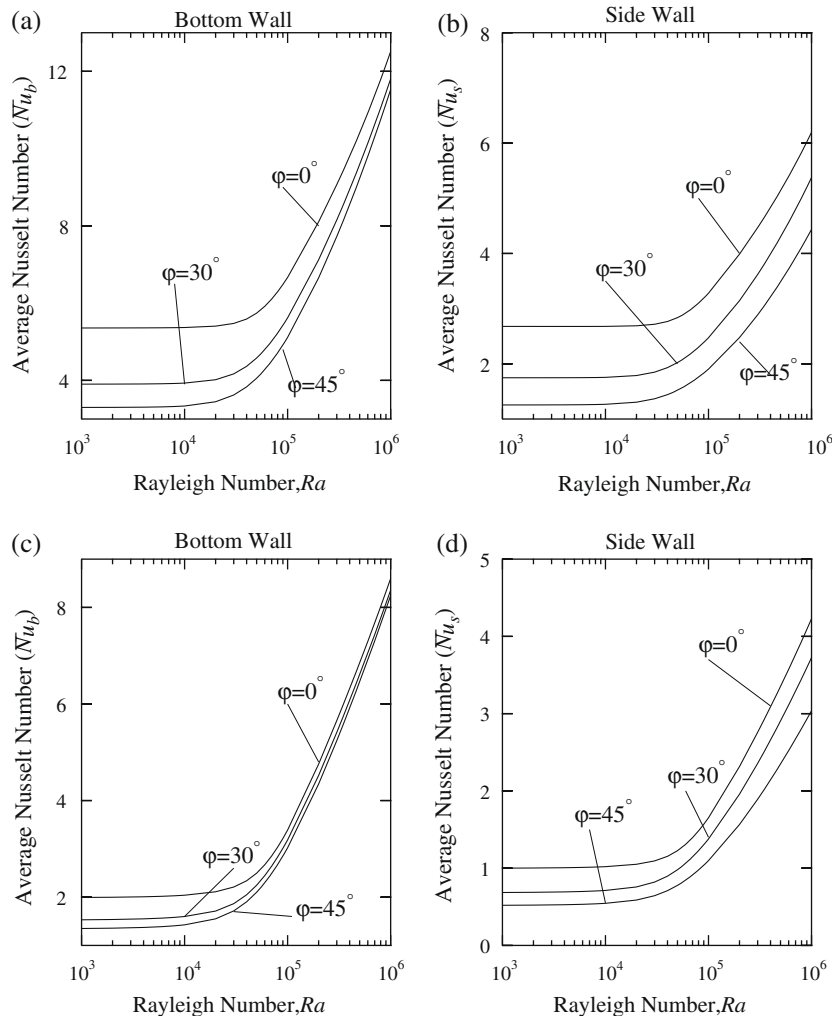 (a)
Bottom Wall
Average Nusselt Number (N̅u_b)
12
8
4
φ=0°
φ=30°
φ=45°
10^3
10^4
10^5
10^6
Rayleigh Number,Ra
(b)
Side Wall
Average Nusselt Number (N̅u_s)
8
6
4
2
φ=0°
φ=30°
φ=45°
10^3
10^4
10^5
10^6
Rayleigh Number,Ra
(c)
Bottom Wall
Average Nusselt Number (N̅u_b)
8
6
4
2
φ=0°
φ=30°
φ=45°
10^3
10^4
10^5
10^6
Rayleigh Number,Ra
(d)
Side Wall
Average Nusselt Number (N̅u_s)
5
4
3
2
1
0
φ=0°
φ=30°
φ=45°
10^3
10^4
10^5
10^6
Rayleigh Number,Ra